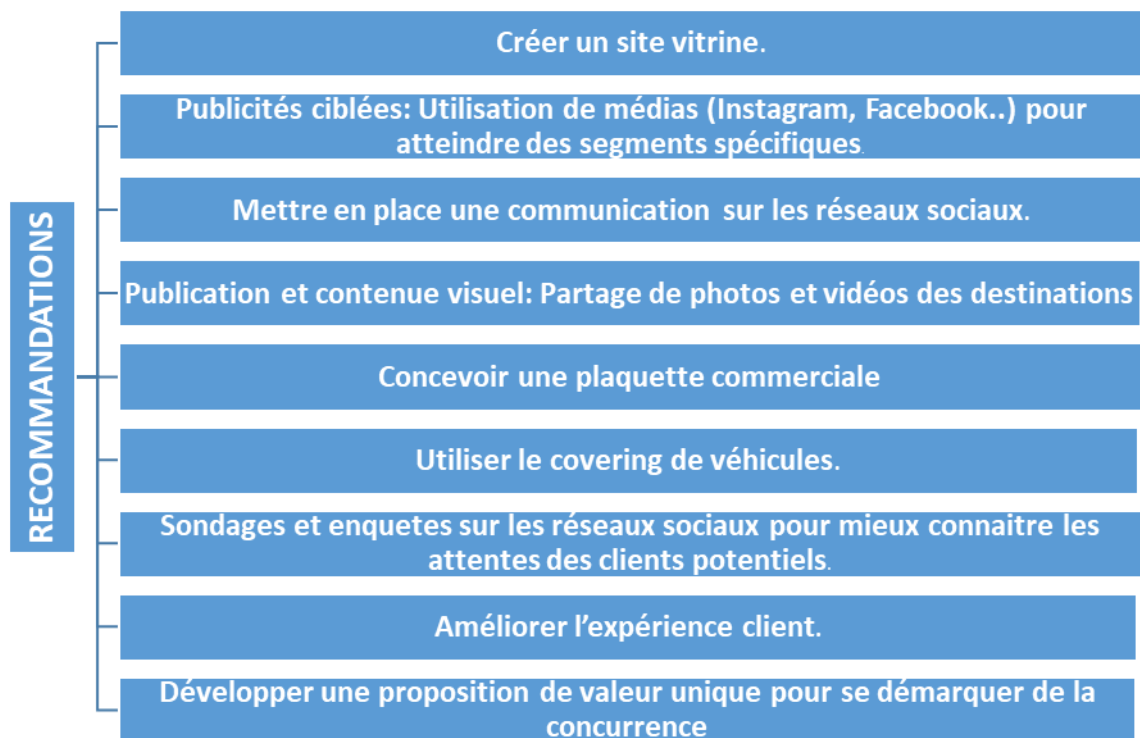 RECOMMANDATIONS
Créer un site vitrine.
Publicités ciblées: Utilisation de médias (Instagram, Facebook..) pour
atteindre des segments spécifiques.
Mettre en place une communication sur les réseaux sociaux.
Publication et contenue visuel: Partage de photos et vidéos des destinations
Concevoir une plaquette commerciale
Utiliser le covering de véhicules.
Sondages et enquetes sur les réseaux sociaux pour mieux connaitre les
attentes des clients potentiels.
Améliorer l’expérience client.
Développer une proposition de valeur unique pour se démarquer de la
concurrence